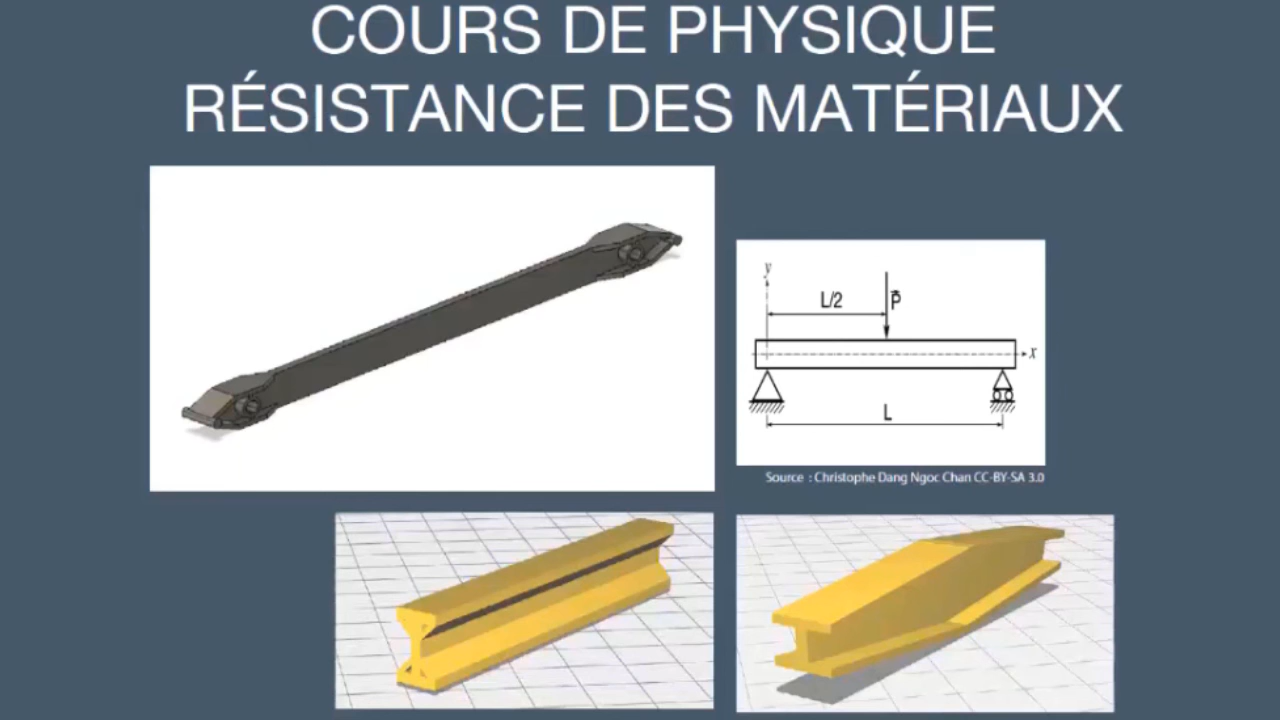 COURS DE PHYSIQUE
RÉSISTANCE DES MATÉRIAUX
y
L/2
P⃗
x
L
Source : Christophe Dang Ngoc Chan CC-BY-SA 3.0